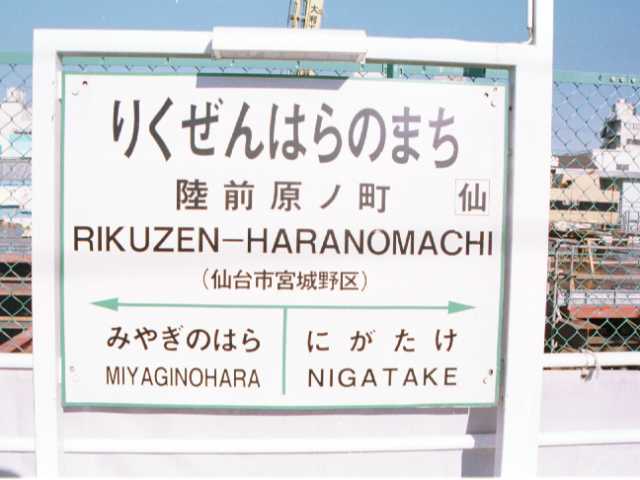 りくぜんはらのまち
陸前原ノ町 仙
RIKUZEN-HARANOMACHI
(仙台市宮城野区)
みやぎのはら にがたけ
MIYAGINOHARA NIGATAKE